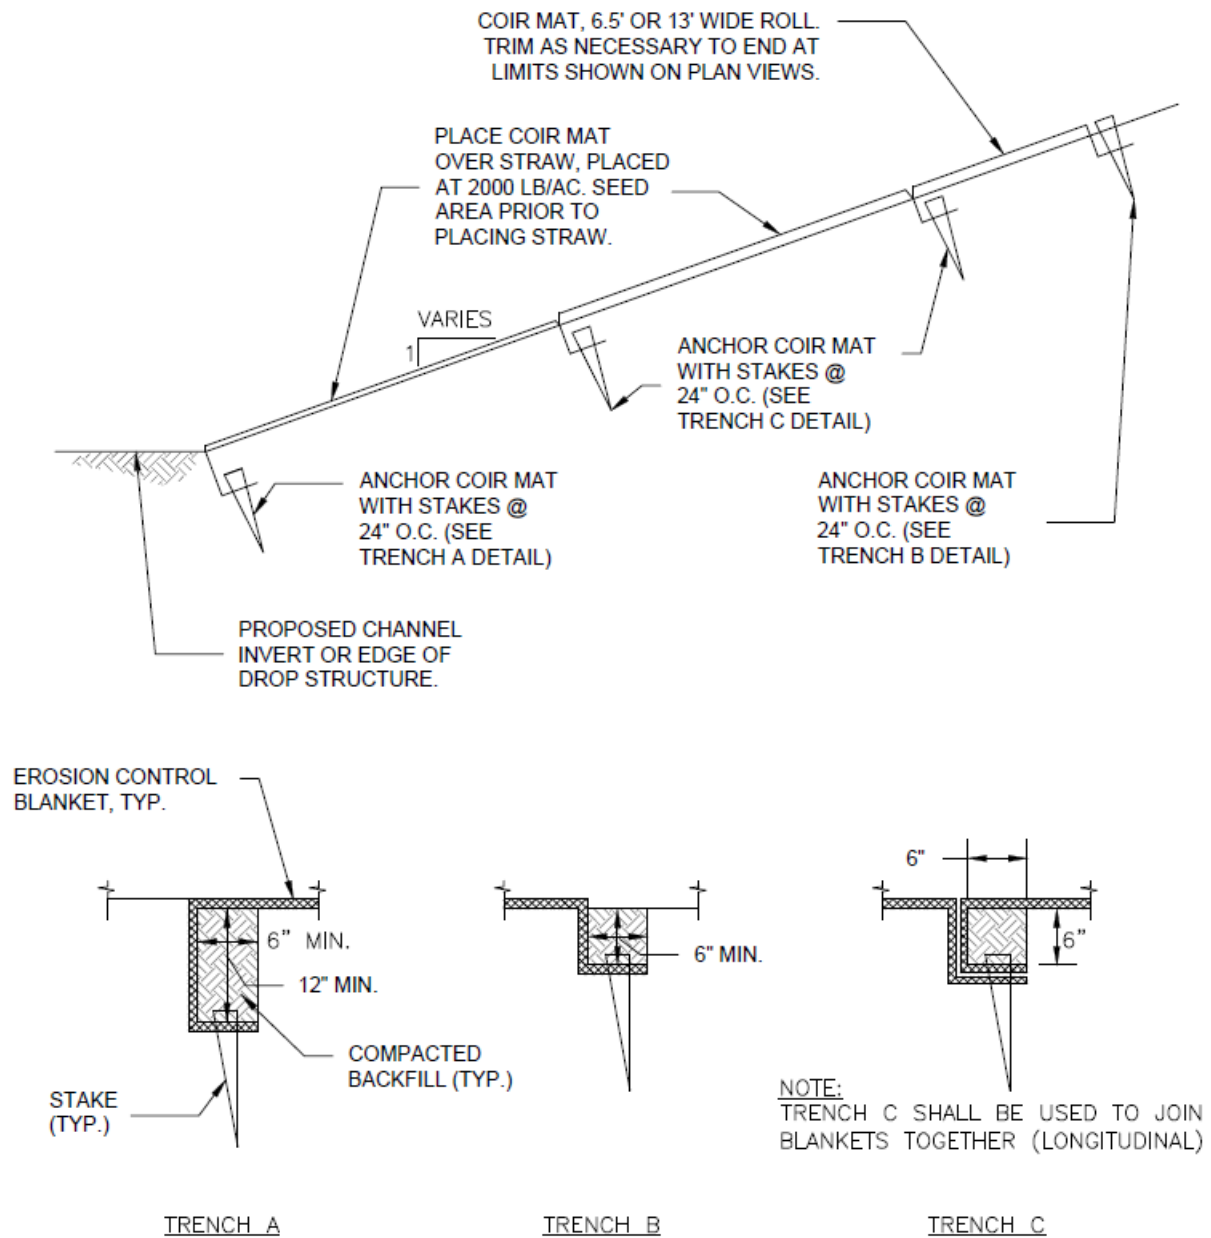 COIR MAT, 6.5' OR 13' WIDE ROLL.
TRIM AS NECESSARY TO END AT
LIMITS SHOWN ON PLAN VIEWS.
PLACE COIR MAT
OVER STRAW, PLACED
AT 2000 LB/AC. SEED
AREA PRIOR TO
PLACING STRAW.
VARIES
1
ANCHOR COIR MAT
WITH STAKES @
24" O.C. (SEE
TRENCH C DETAIL)
ANCHOR COIR MAT
WITH STAKES @
24" O.C. (SEE
TRENCH A DETAIL)
ANCHOR COIR MAT
WITH STAKES @
24" O.C. (SEE
TRENCH B DETAIL)
PROPOSED CHANNEL
INVERT OR EDGE OF
DROP STRUCTURE.
EROSION CONTROL
BLANKET, TYP.
6" MIN.
12" MIN.
COMPACTED
BACKFILL (TYP.)
STAKE
(TYP.)
TRENCH A
6" MIN.
TRENCH B
6"
6"
NOTE:
TRENCH C SHALL BE USED TO JOIN
BLANKETS TOGETHER (LONGITUDINAL)
TRENCH C